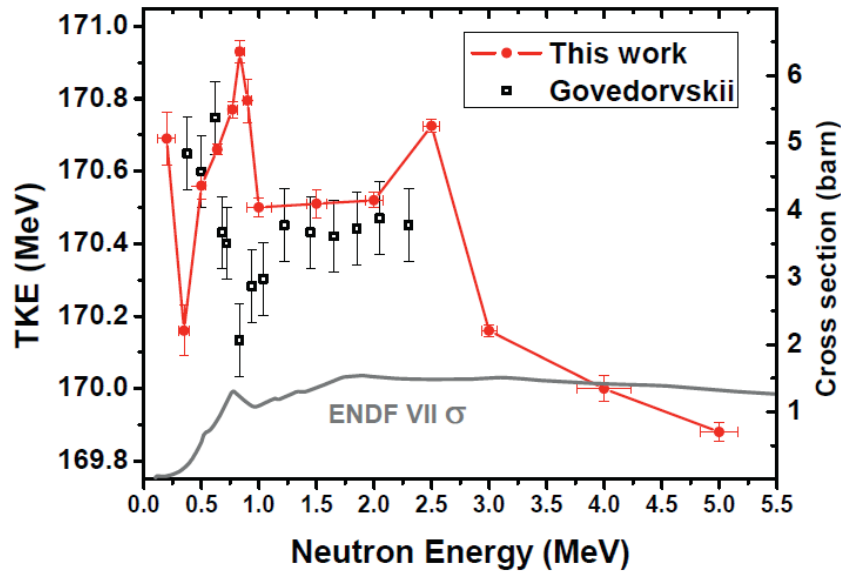 171.0
170.8
170.6
170.4
170.2
170.0
169.8
TKE (MeV)
This work
Govedorvskii
6
5
4
3
2
1
Cross section (barn)
ENDF VII σ
0.0 0.5 1.0 1.5 2.0 2.5 3.0 3.5 4.0 4.5 5.0 5.5
Neutron Energy (MeV)